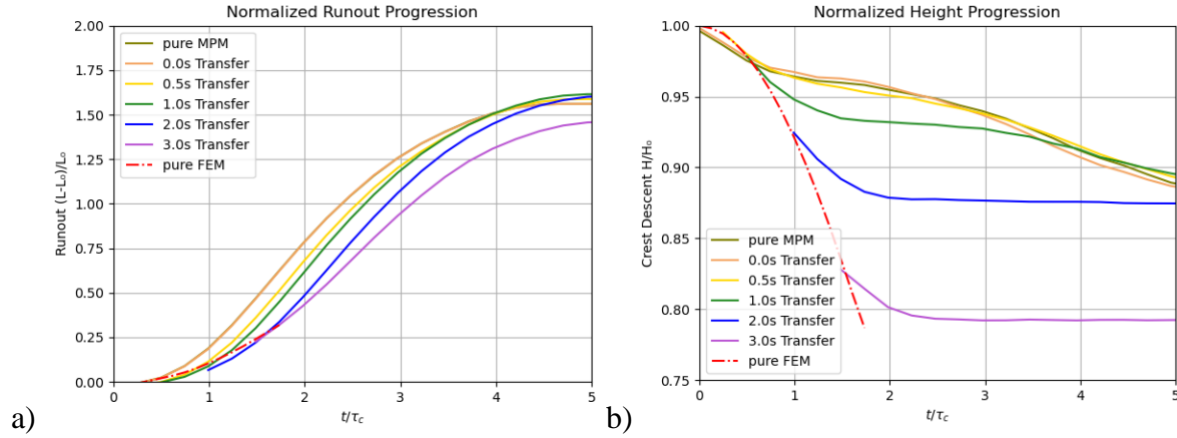 Normalized Runout Progression
2.00
1.75
1.50
1.25
1.00
0.75
0.50
0.25
0.00
Runout (L-L₀)/L₀
pure MPM
0.0s Transfer
0.5s Transfer
1.0s Transfer
2.0s Transfer
3.0s Transfer
pure FEM
0 1 2 3 4 5
t/τc
a)
Normalized Height Progression
1.00
0.95
0.90
0.85
0.80
0.75
Crest Descent H/H₀
pure MPM
0.0s Transfer
0.5s Transfer
1.0s Transfer
2.0s Transfer
3.0s Transfer
pure FEM
0 1 2 3 4 5
t/τc
b)